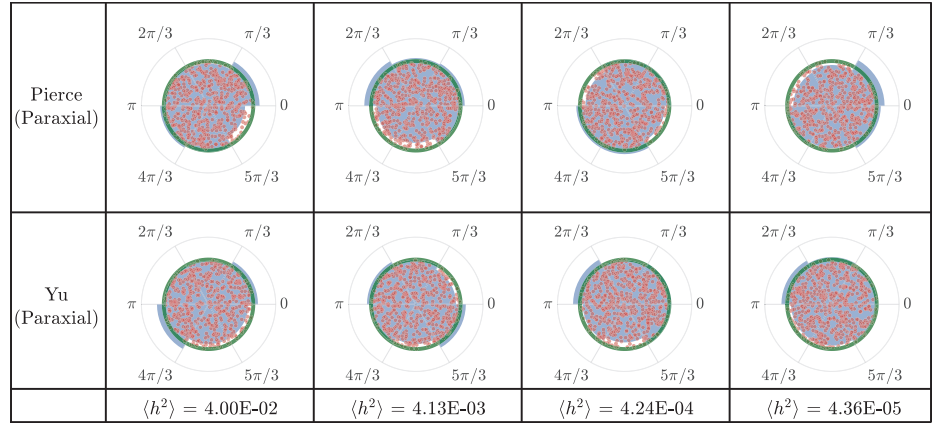 2π/3 π/3 2π/3 π/3 2π/3 π/3 2π/3 π/3
Pierce
(Paraxial)
π 0 π 0 π 0 π 0
4π/3 5π/3 4π/3 5π/3 4π/3 5π/3 4π/3 5π/3
2π/3 π/3 2π/3 π/3 2π/3 π/3 2π/3 π/3
Yu
(Paraxial)
π 0 π 0 π 0 π 0
4π/3 5π/3 4π/3 5π/3 4π/3 5π/3 4π/3 5π/3
⟨h²⟩ = 4.00E-02 ⟨h²⟩ = 4.13E-03 ⟨h²⟩ = 4.24E-04 ⟨h²⟩ = 4.36E-05